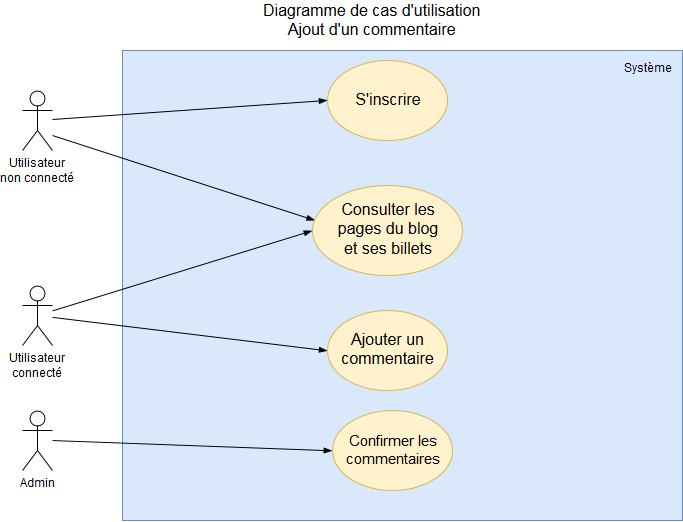 Diagramme de cas d'utilisation
Ajout d'un commentaire
Système
S'inscrire
Utilisateur
non connecté
Consulter les
pages du blog
et ses billets
Utilisateur
connecté
Ajouter un
commentaire
Admin
Confirmer les
commentaires